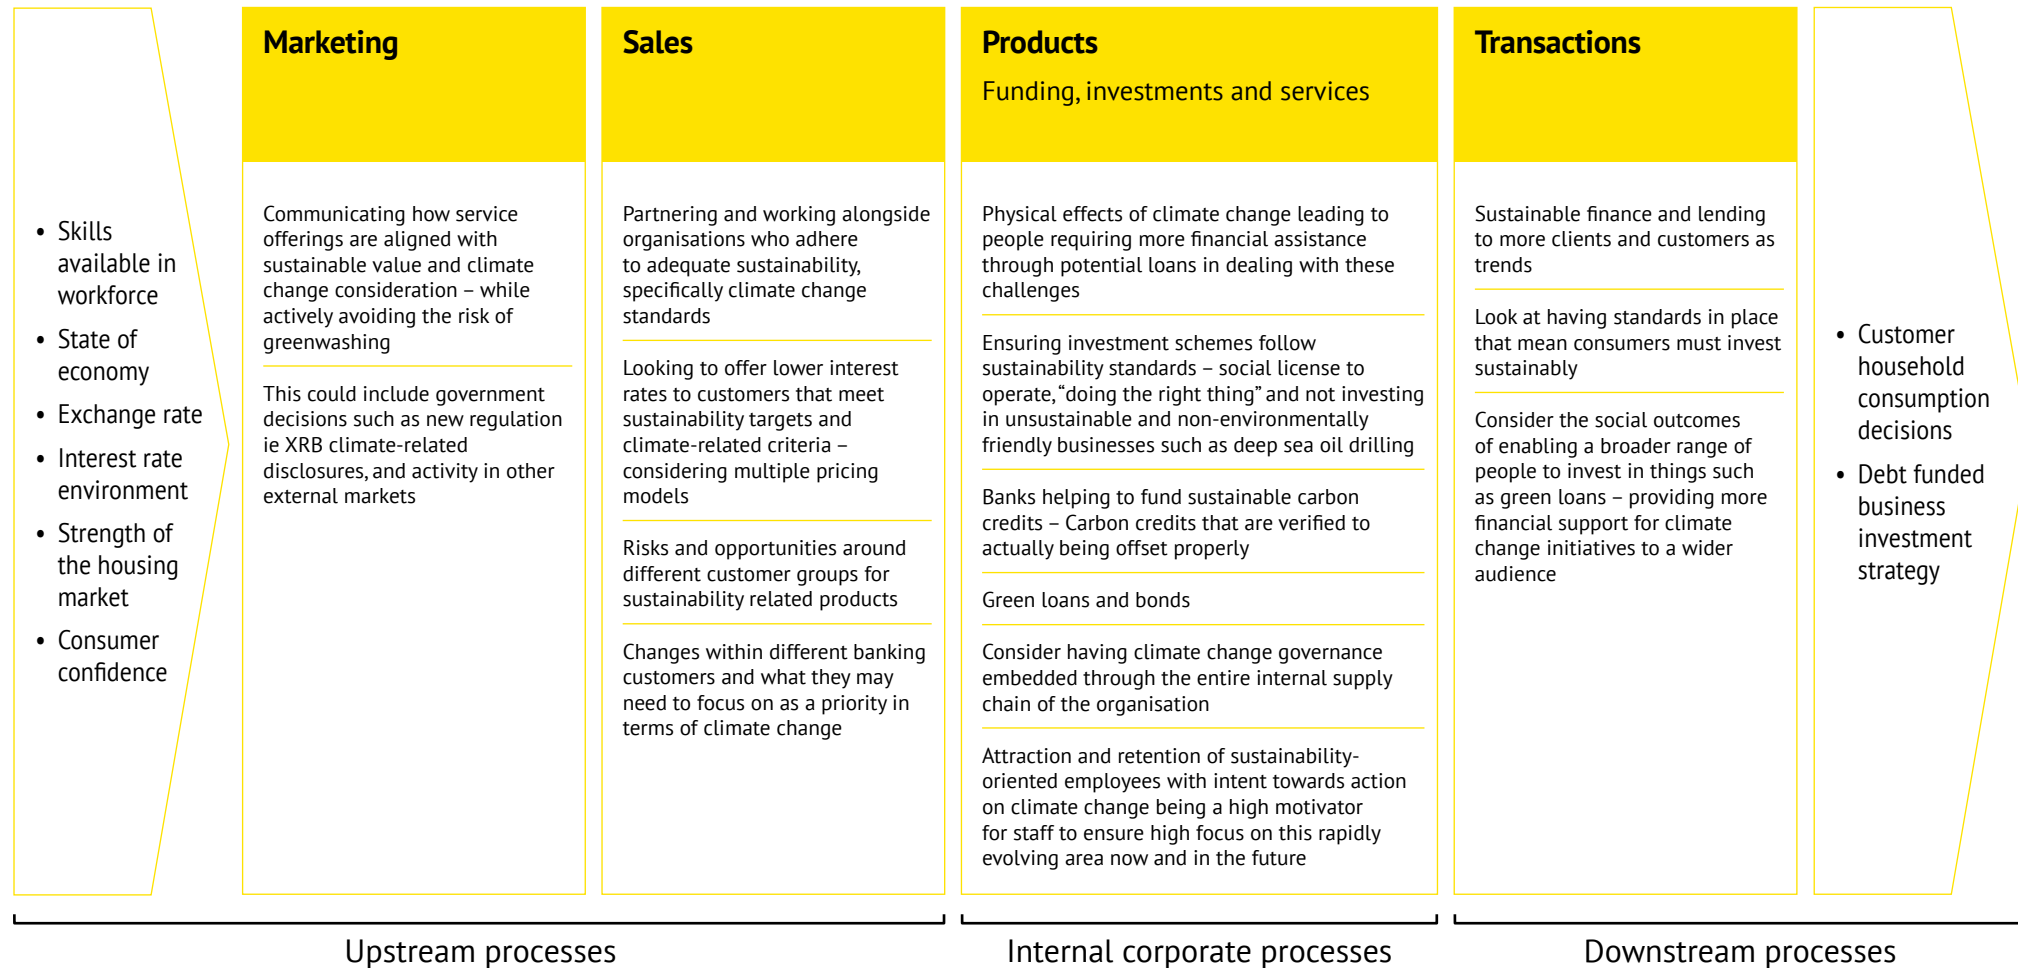 • Skills
available in
workforce
• State of
economy
• Exchange rate
• Interest rate
environment
• Strength of
the housing
market
• Consumer
confidence
Marketing
Communicating how service
offerings are aligned with
sustainable value and climate
change consideration – while
actively avoiding the risk of
greenwashing
This could include government
decisions such as new regulation
ie XRB climate-related
disclosures, and activity in other
external markets
Sales
Partnering and working alongside
organisations who adhere
to adequate sustainability,
specifically climate change
standards
Looking to offer lower interest
rates to customers that meet
sustainability targets and
climate-related criteria –
considering multiple pricing
models
Risks and opportunities around
different customer groups for
sustainability related products
Changes within different banking
customers and what they may
need to focus on as a priority in
terms of climate change
Products
Funding, investments and services
Physical effects of climate change leading to
people requiring more financial assistance
through potential loans in dealing with these
challenges
Ensuring investment schemes follow
sustainability standards – social license to
operate, “doing the right thing” and not investing
in unsustainable and non-environmentally
friendly businesses such as deep sea oil drilling
Banks helping to fund sustainable carbon
credits – Carbon credits that are verified to
actually being offset properly
Green loans and bonds
Consider having climate change governance
embedded through the entire internal supply
chain of the organisation
Attraction and retention of sustainability-
oriented employees with intent towards action
on climate change being a high motivator
for staff to ensure high focus on this rapidly
evolving area now and in the future
Transactions
Sustainable finance and lending
to more clients and customers as
trends
Look at having standards in place
that mean consumers must invest
sustainably
Consider the social outcomes
of enabling a broader range of
people to invest in things such
as green loans – providing more
financial support for climate
change initiatives to a wider
audience
• Customer
household
consumption
decisions
• Debt funded
business
investment
strategy
Upstream processes
Internal corporate processes
Downstream processes